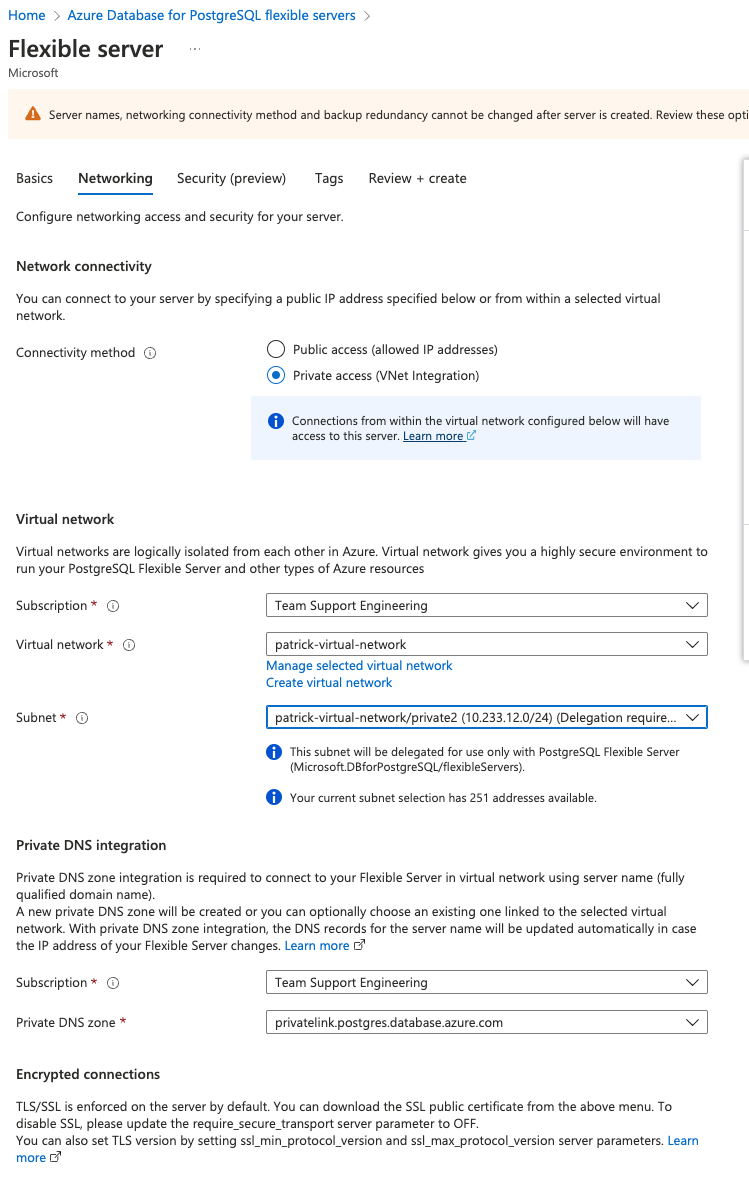 Home > Azure Database for PostgreSQL flexible servers >
Flexible server ...
Microsoft
Server names, networking connectivity method and backup redundancy cannot be changed after server is created. Review these opti
Basics Networking Security (preview) Tags Review + create
Configure networking access and security for your server.
Network connectivity
You can connect to your server by specifying a public IP address specified below or from within a selected virtual
network.
Connectivity method
Public access (allowed IP addresses)
Private access (VNet Integration)
Connections from within the virtual network configured below will have
access to this server. Learn more
Virtual network
Virtual networks are logically isolated from each other in Azure. Virtual network gives you a highly secure environment to
run your PostgreSQL Flexible Server and other types of Azure resources
Subscription * Team Support Engineering
Virtual network * patrick-virtual-network
Manage selected virtual network
Create virtual network
Subnet * patrick-virtual-network/private2 (10.233.12.0/24) (Delegation require...
This subnet will be delegated for use only with PostgreSQL Flexible Server
(Microsoft.DBforPostgreSQL/flexibleServers).
Your current subnet selection has 251 addresses available.
Private DNS integration
Private DNS zone integration is required to connect to your Flexible Server in virtual network using server name (fully
qualified domain name).
A new private DNS zone will be created or you can optionally choose an existing one linked to the selected virtual
network. With private DNS zone integration, the DNS records for the server name will be updated automatically in case
the IP address of your Flexible Server changes. Learn more
Subscription * Team Support Engineering
Private DNS zone * privatelink.postgres.database.azure.com
Encrypted connections
TLS/SSL is enforced on the server by default. You can download the SSL public certificate from the above menu. To
disable SSL, please update the require_secure_transport server parameter to OFF.
You can also set TLS version by setting ssl_min_protocol_version and ssl_max_protocol_version server parameters. Learn
more